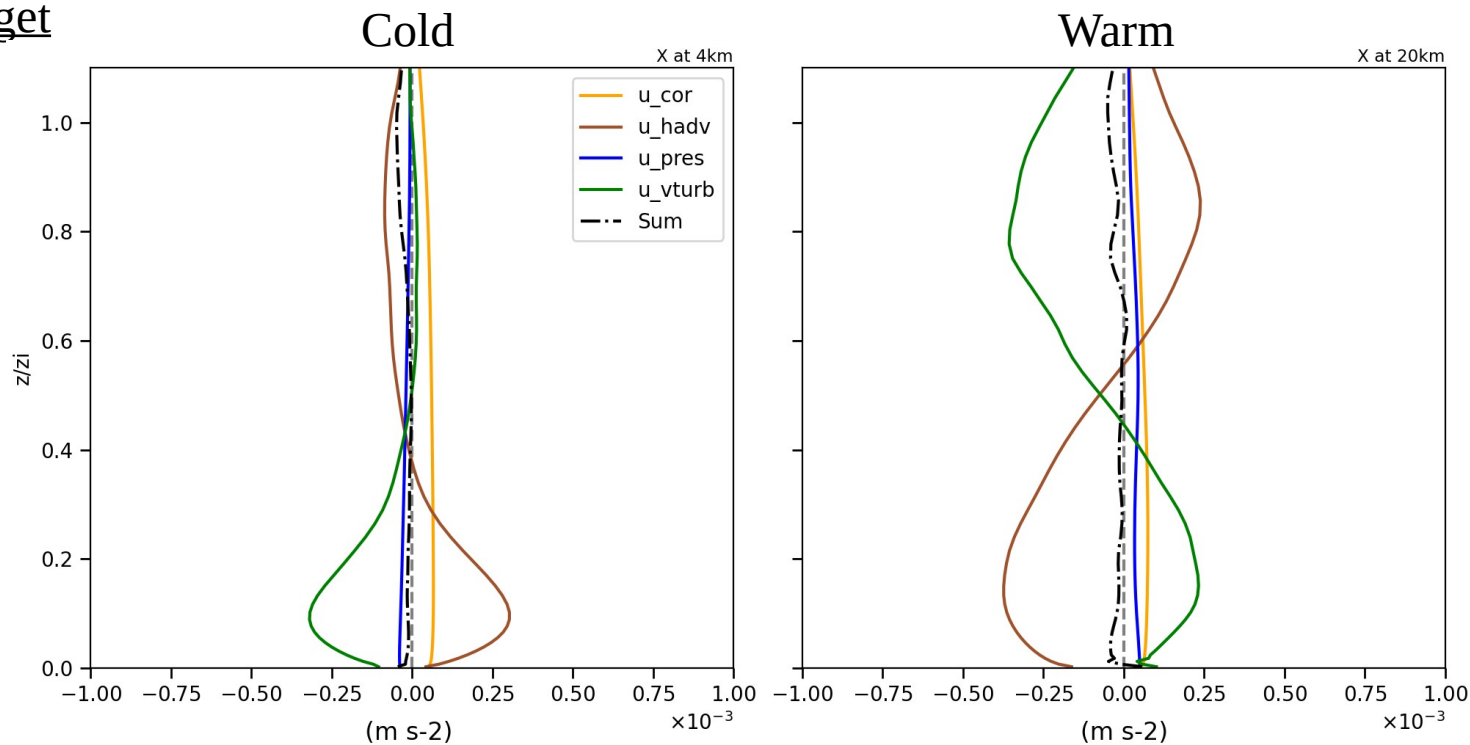 get
Cold
Warm
X at 4km
X at 20km
u_cor
u_hadv
u_pres
u_vturb
Sum
z/zi
1.0
0.8
0.6
0.4
0.2
0.0
−1.00 −0.75 −0.50 −0.25 0.00 0.25 0.50 0.75 1.00
×10−3
(m s-2)
−1.00 −0.75 −0.50 −0.25 0.00 0.25 0.50 0.75 1.00
×10−3
(m s-2)